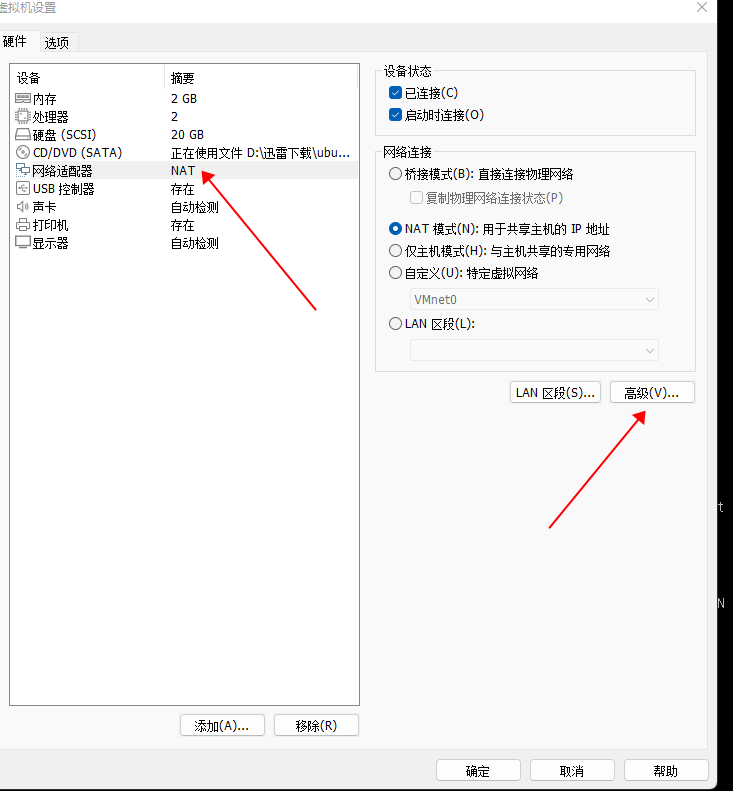 虚拟机设置
硬件 选项
设备 摘要
内存 2 GB
处理器 2
硬盘 (SCSI) 20 GB
CD/DVD (SATA) 正在使用文件 D:\迅雷下载\ubu...
网络适配器 NAT
USB 控制器 存在
声卡 自动检测
打印机 存在
显示器 自动检测
添加(A)... 移除(R)
设备状态
已连接(C)
启动时连接(O)
网络连接
桥接模式(B): 直接连接物理网络
复制物理网络连接状态(P)
NAT 模式(N): 用于共享主机的 IP 地址
仅主机模式(H): 与主机共享的专用网络
自定义(U): 特定虚拟网络
VMnet0
LAN 区段(L):
LAN 区段(S)... 高级(V)...
t
N
确定 取消 帮助